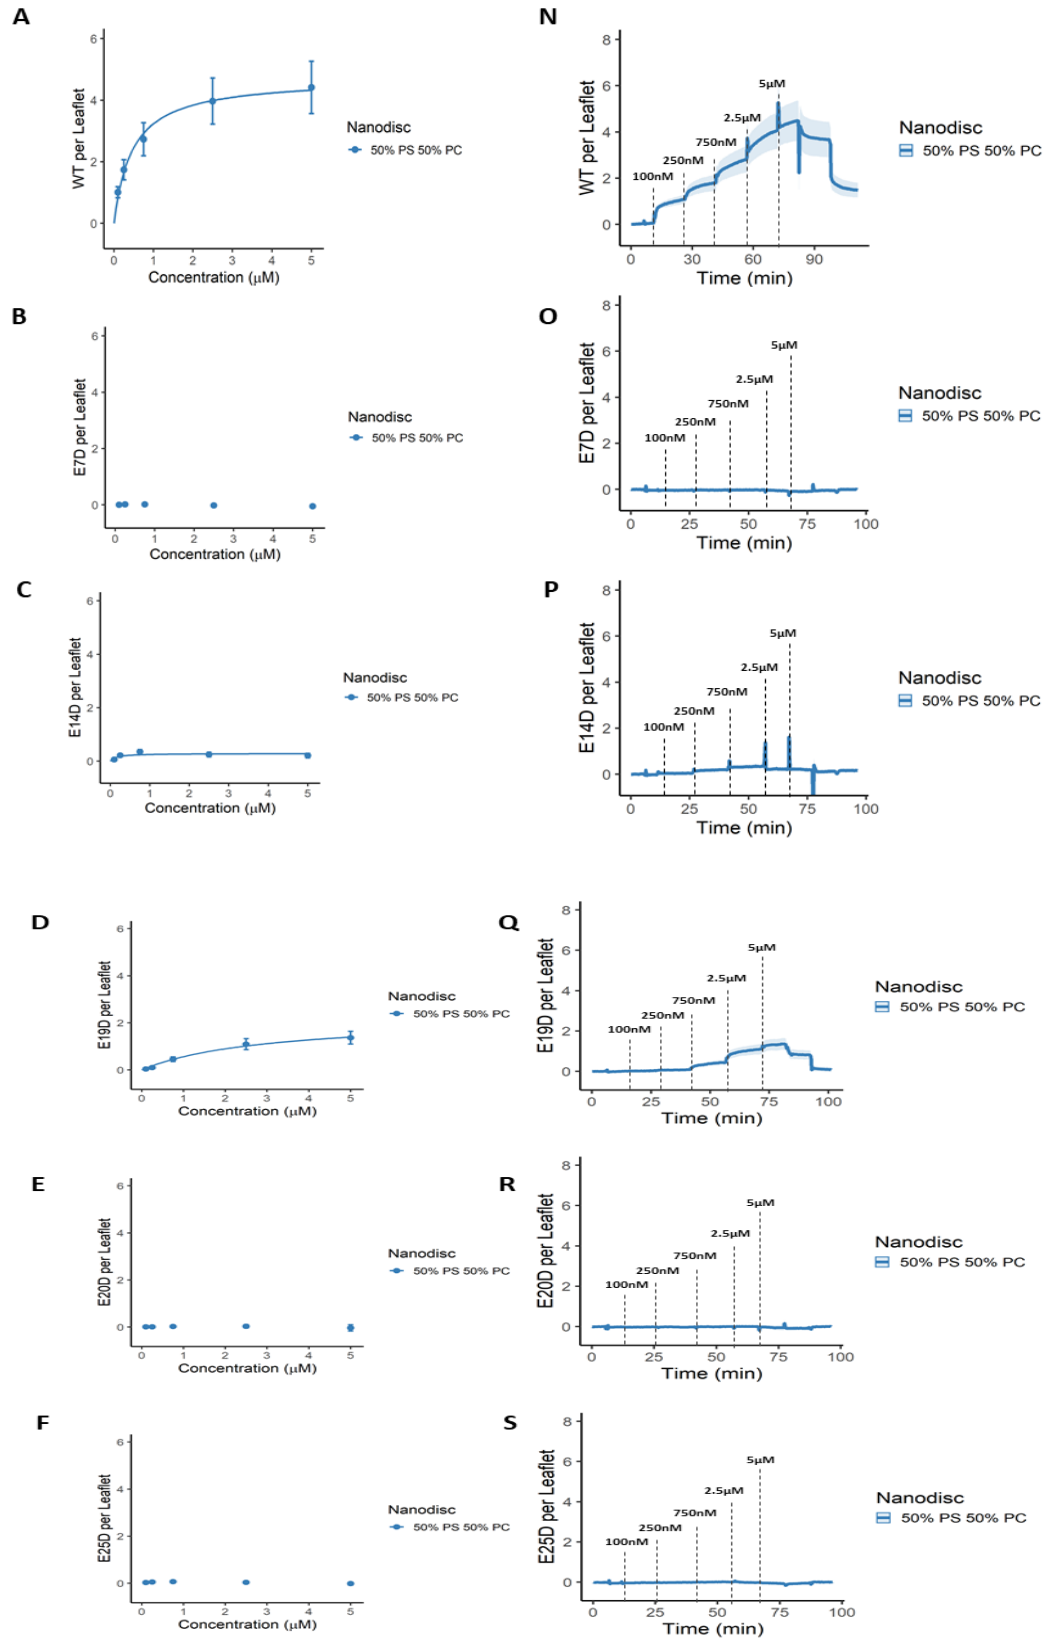 A
WT per Leaflet
6
4
2
0
0 1 2 3 4 5
Concentration (μM)
Nanodisc
50% PS 50% PC
N
WT per Leaflet
8
6
4
2
0
100nM
250nM
750nM
2.5μM
5μM
0 30 60 90
Time (min)
Nanodisc
50% PS 50% PC
B
E7D per Leaflet
6
4
2
0
0 1 2 3 4 5
Concentration (μM)
Nanodisc
50% PS 50% PC
O
E7D per Leaflet
8
6
4
2
0
100nM
250nM
750nM
2.5μM
5μM
0 25 50 75 100
Time (min)
Nanodisc
50% PS 50% PC
C
E14D per Leaflet
6
4
2
0
0 1 2 3 4 5
Concentration (μM)
Nanodisc
50% PS 50% PC
P
E14D per Leaflet
8
6
4
2
0
100nM
250nM
750nM
2.5μM
5μM
0 25 50 75 100
Time (min)
Nanodisc
50% PS 50% PC
D
E19D per Leaflet
6
4
2
0
0 1 2 3 4 5
Concentration (μM)
Nanodisc
50% PS 50% PC
Q
E19D per Leaflet
8
6
4
2
0
100nM
250nM
750nM
2.5μM
5μM
0 25 50 75 100
Time (min)
Nanodisc
50% PS 50% PC
E
E20D per Leaflet
6
4
2
0
0 1 2 3 4 5
Concentration (μM)
Nanodisc
50% PS 50% PC
R
E20D per Leaflet
8
6
4
2
0
100nM
250nM
750nM
2.5μM
5μM
0 25 50 75 100
Time (min)
Nanodisc
50% PS 50% PC
F
E25D per Leaflet
6
4
2
0
0 1 2 3 4 5
Concentration (μM)
Nanodisc
50% PS 50% PC
S
E25D per Leaflet
8
6
4
2
0
100nM
250nM
750nM
2.5μM
5μM
0 25 50 75 100
Time (min)
Nanodisc
50% PS 50% PC